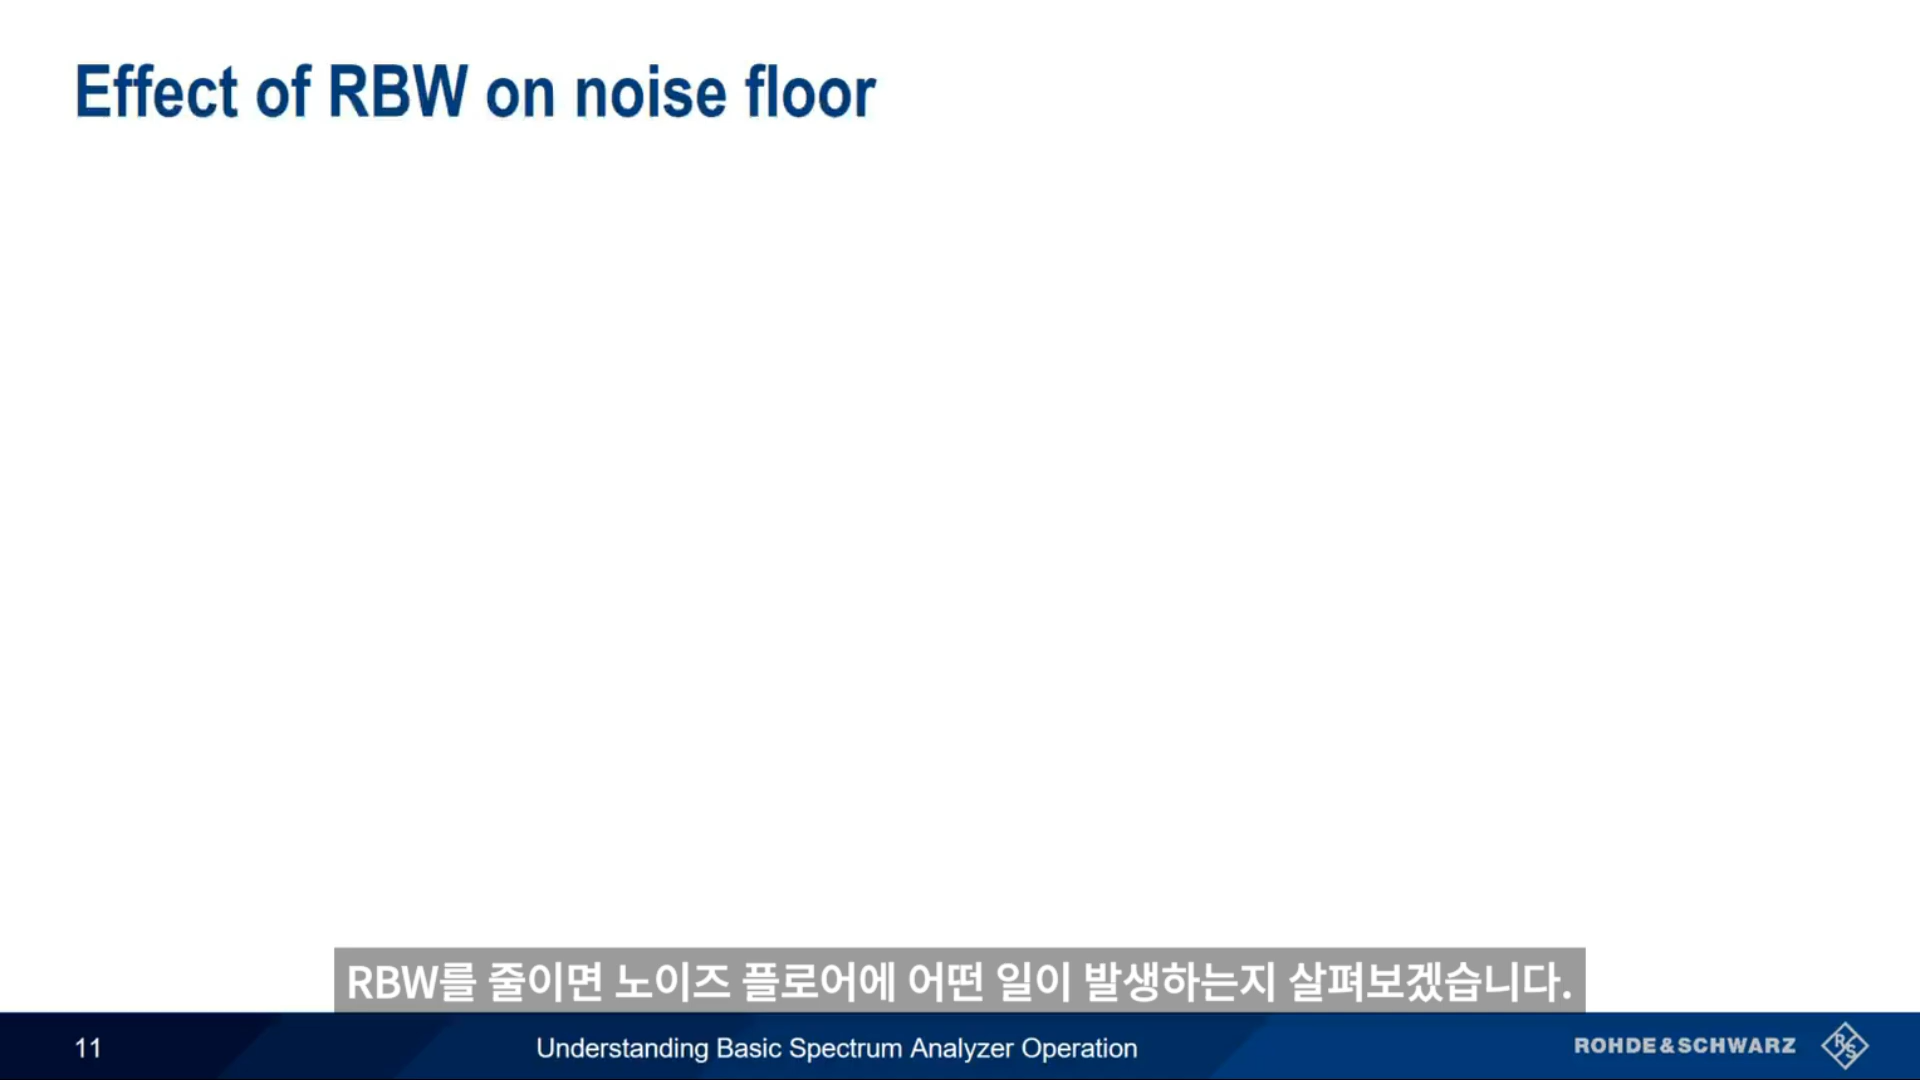 Effect of RBW on noise floor
RBW를 줄이면 노이즈 플로어에 어떤 일이 발생하는지 살펴보겠습니다.
11
Understanding Basic Spectrum Analyzer Operation
ROHDE&SCHWARZ
R&S